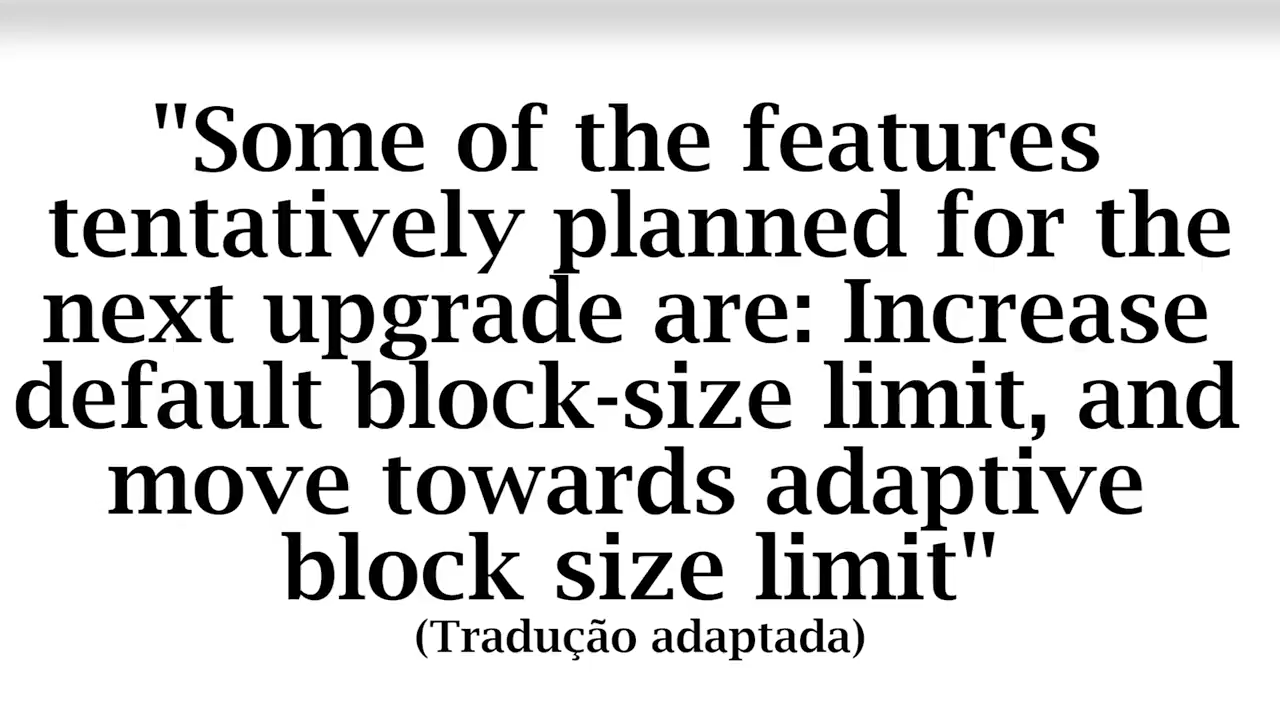 "Some of the features
tentatively planned for the
next upgrade are: Increase
default block-size limit, and
move towards adaptive
block size limit"
(Tradução adaptada)